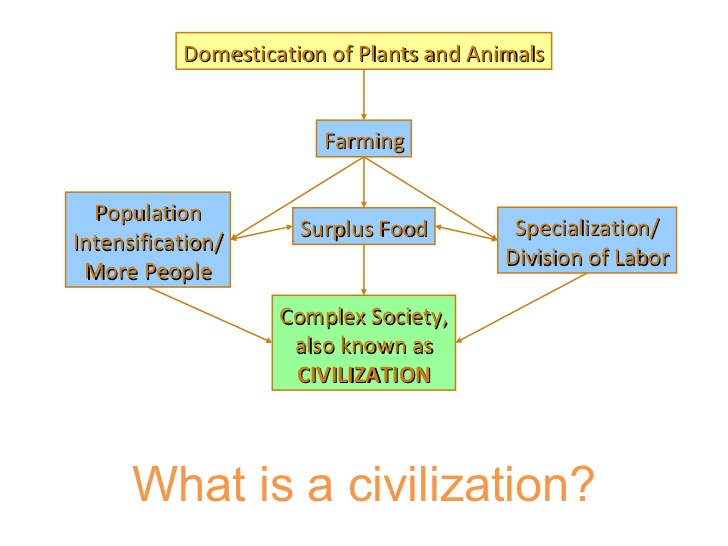 Domestication of Plants and Animals
Farming
Population
Intensification/
More People
Surplus Food
Specialization/
Division of Labor
Complex Society,
also known as
CIVILIZATION
What is a civilization?